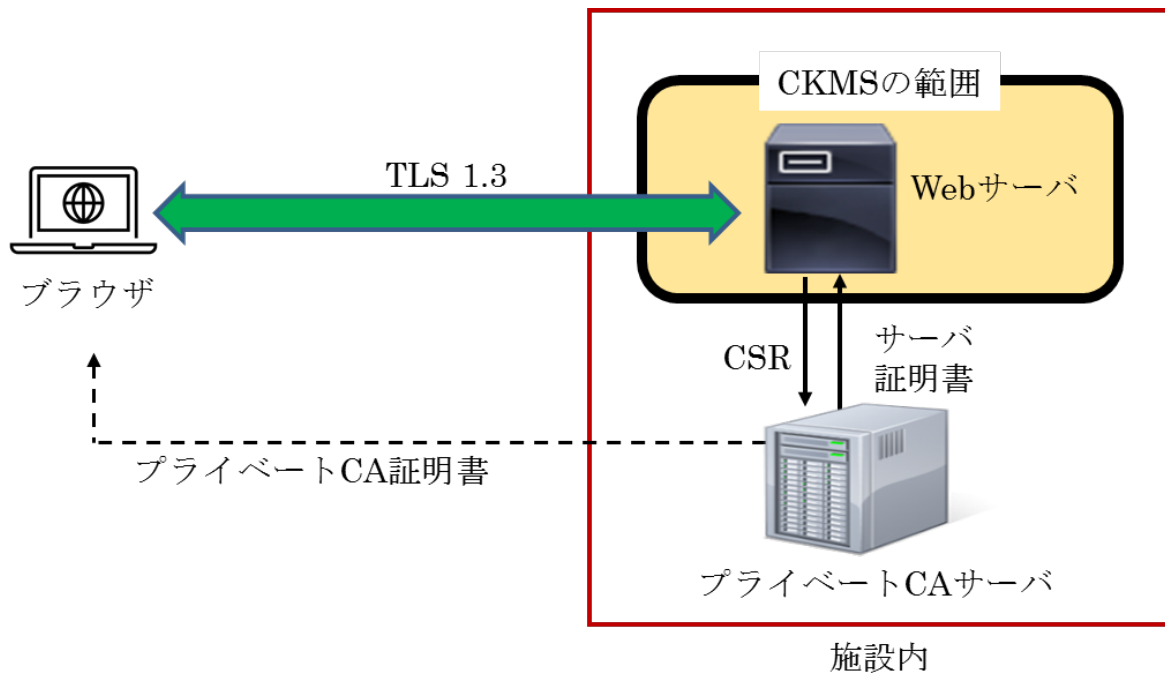 CKMSの範囲
TLS 1.3
Webサーバ
ブラウザ
CSR
サーバ
証明書
プライベートCA証明書
プライベートCAサーバ
施設内